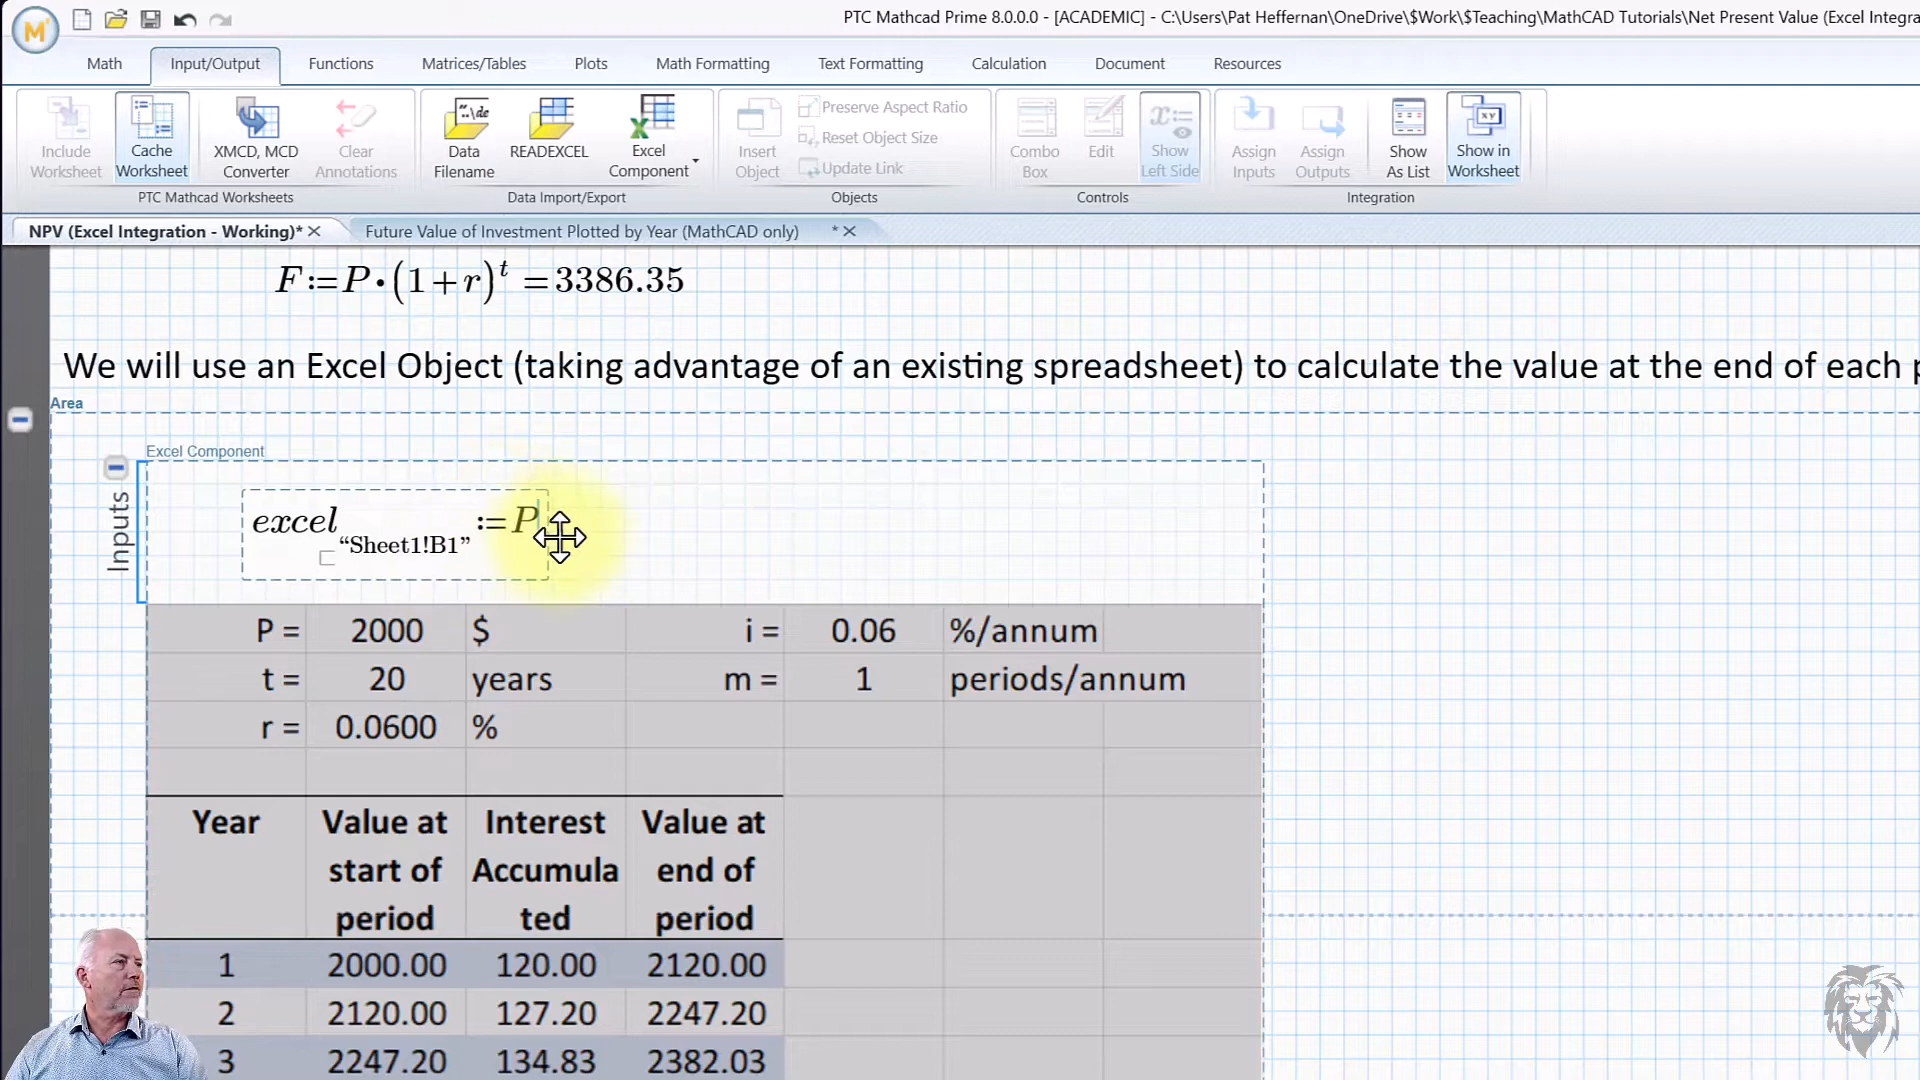 PTC Mathcad Prime 8.0.0.0 - [ACADEMIC] - C:\Users\Pat Heffernan\OneDrive\$Work\$Teaching\MathCAD Tutorials\Net Present Value (Excel Integra
Math Input/Output Functions Matrices/Tables Plots Math Formatting Text Formatting Calculation Document Resources
Include Worksheet
Cache Worksheet
XMCD, MCD Converter
Clear Annotations
Data Filename
READEXCEL
Excel Component
Insert Object
Preserve Aspect Ratio
Reset Object Size
Update Link
Combo Box
Edit
Show Left Side
Assign Inputs
Assign Outputs
Show As List
Show in Worksheet
PTC Mathcad Worksheets Data Import/Export Objects Controls Integration
NPV (Excel Integration - Working)* Future Value of Investment Plotted by Year (MathCAD only) *
F:=P•(1+r)^t =3386.35
We will use an Excel Object (taking advantage of an existing spreadsheet) to calculate the value at the end of each p
Area
Excel Component
Inputs
excel "Sheet1!B1" :=P
P = 2000 $ i = 0.06 %/annum
t = 20 years m = 1 periods/annum
r = 0.0600 %
Year Value at start of period Interest Accumula ted Value at end of period
1 2000.00 120.00 2120.00
2 2120.00 127.20 2247.20
3 2247.20 134.83 2382.03